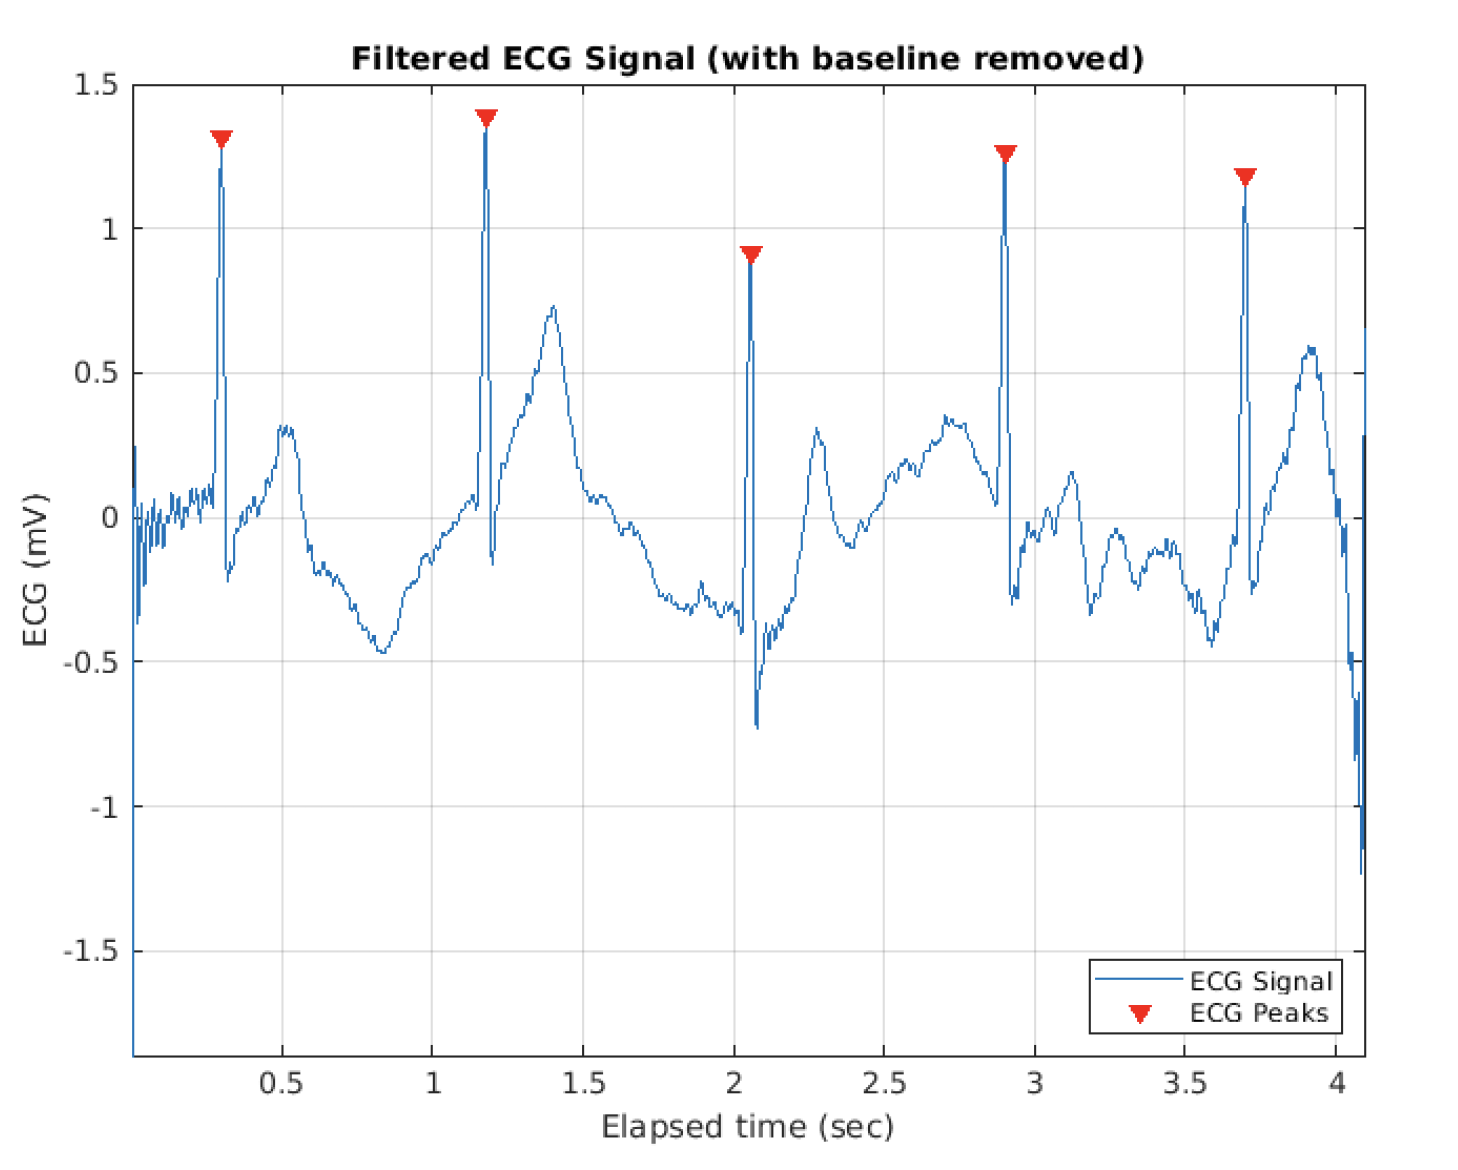 Filtered ECG Signal (with baseline removed)
1.5
1
0.5
0
-0.5
-1
-1.5
ECG (mV)
0.5 1 1.5 2 2.5 3 3.5 4
Elapsed time (sec)
ECG Signal
ECG Peaks